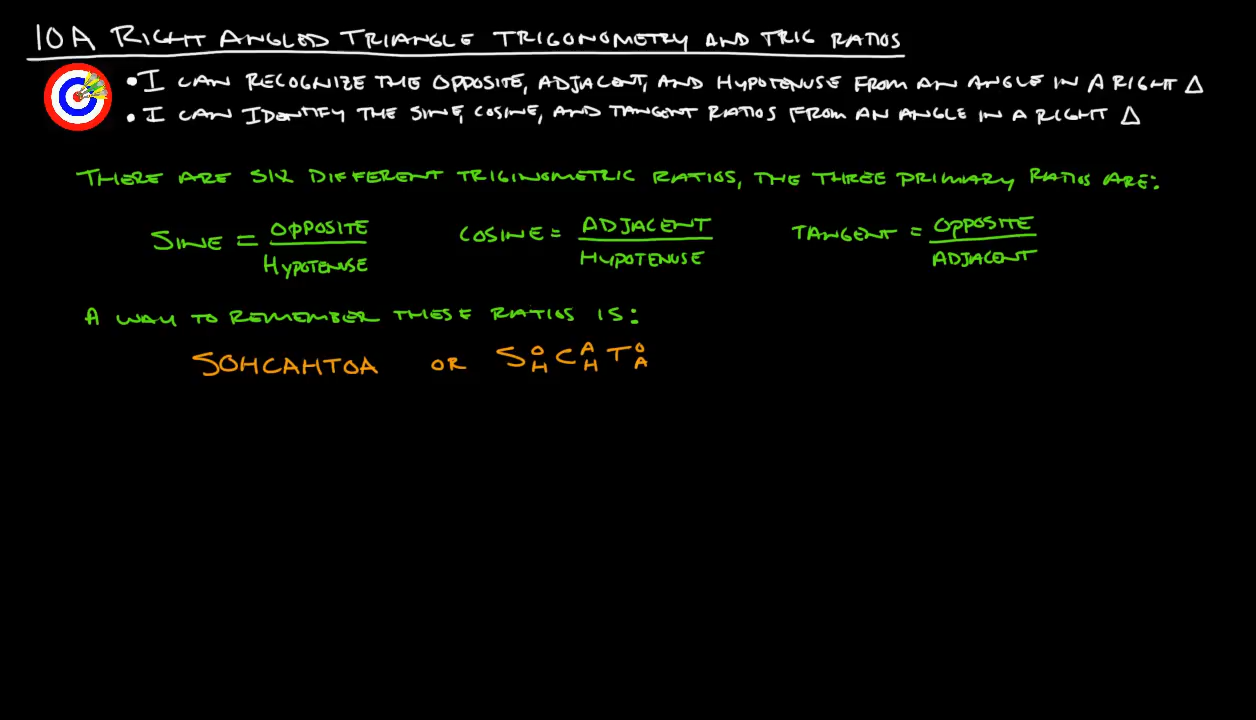 10A RIGHT ANGLED TRIANGLE TRIGONOMETRY AND TRIG RATIOS
• I CAN RECOGNIZE THE OPPOSITE, ADJACENT, AND HYPOTENUSE FROM AN ANGLE IN A RIGHT △
• I CAN IDENTIFY THE SINE, COSINE, AND TANGENT RATIOS FROM AN ANGLE IN A RIGHT △
THERE ARE SIX DIFFERENT TRIGINOMETRIC RATIOS, THE THREE PRIMARY RATIOS ARE:
SINE = OPPOSITE / HYPOTENUSE COSINE = ADJACENT / HYPOTENUSE TANGENT = OPPOSITE / ADJACENT
A WAY TO REMEMBER THESE RATIOS IS:
SOHCAHTOA OR S O/H C A/H T O/A